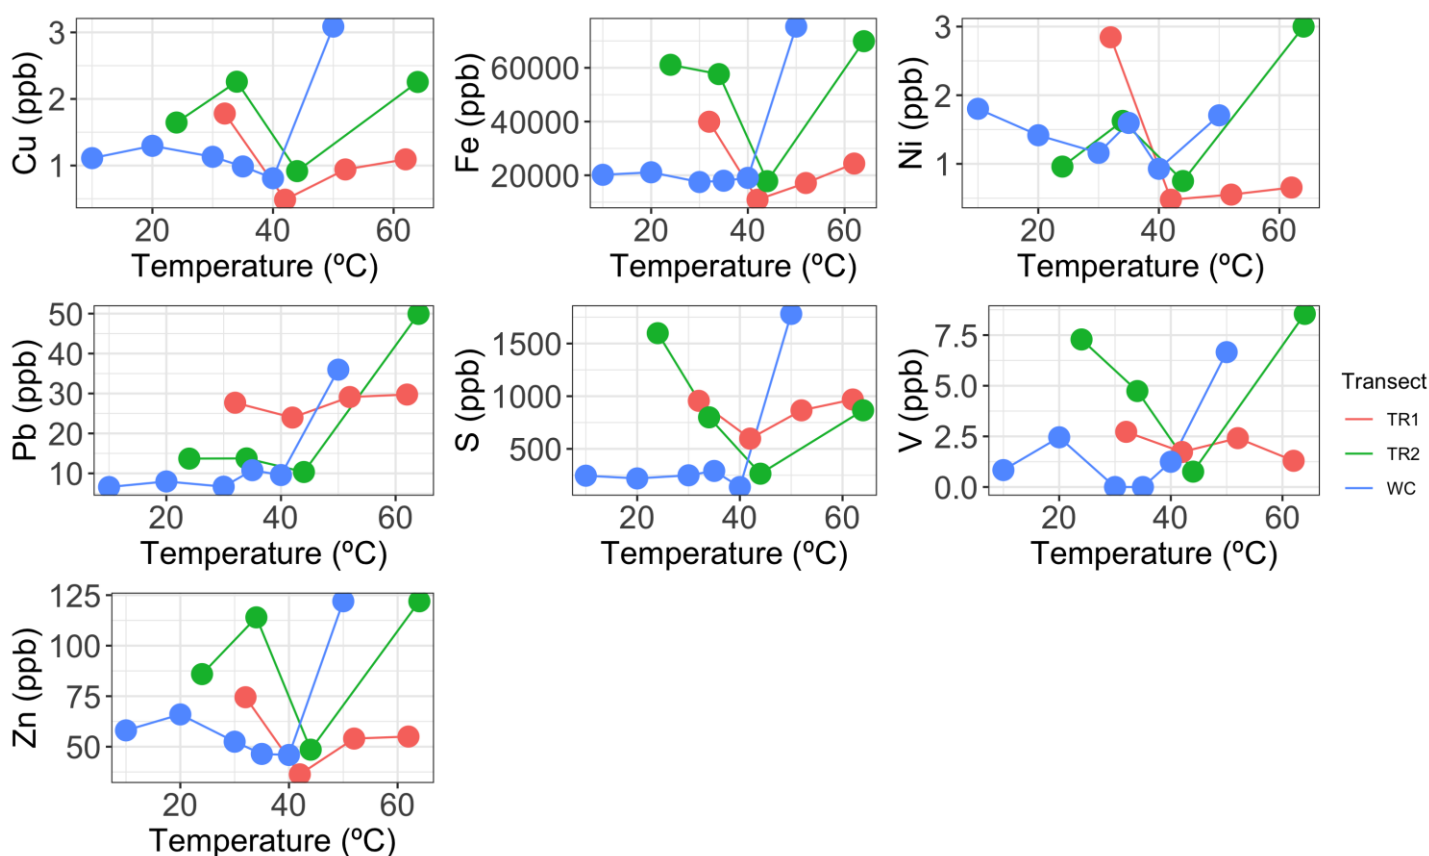 Cu (ppb)
3
2
1
20 40 60
Temperature (ºC)
Fe (ppb)
60000
40000
20000
20 40 60
Temperature (ºC)
Ni (ppb)
3
2
1
20 40 60
Temperature (ºC)
Pb (ppb)
50
40
30
20
10
20 40 60
Temperature (ºC)
S (ppb)
1500
1000
500
20 40 60
Temperature (ºC)
V (ppb)
7.5
5.0
2.5
0.0
20 40 60
Temperature (ºC)
Transect
TR1
TR2
WC
Zn (ppb)
125
100
75
50
20 40 60
Temperature (ºC)